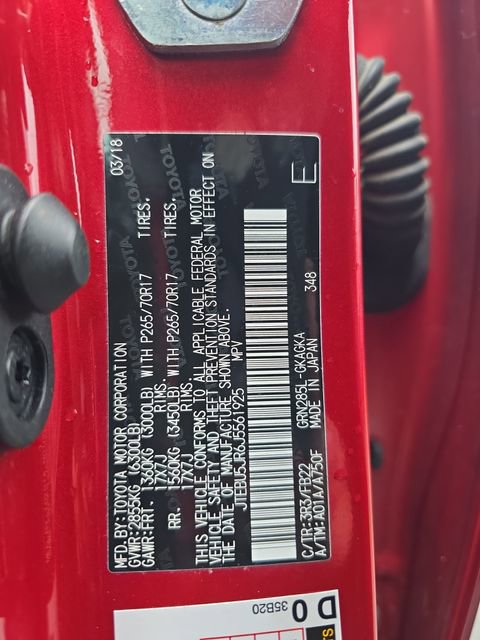 MFD.BY:TOYOTA MOTOR CORPORATION 03/18
GVWR:2855KG (6300LB)
GAWR:FRT. 1360KG (3000LB) WITH P265/70R17 TIRES.
17X7J RIMS.
RR. 1560KG (3450LB) WITH P265/70R17 TIRES.
17X7J RIMS.
THIS VEHICLE CONFORMS TO ALL APPLICABLE FEDERAL MOTOR
VEHICLE SAFETY AND THEFT PREVENTION STANDARDS IN EFFECT ON
THE DATE OF MANUFACTURE SHOWN ABOVE.
JTEBU5JR6J5561925 MPV
C/TR:3R3/FB22 GRN285L-GKAGKA E
A/TM:A01A/A750F MADE IN JAPAN 348
D 0
35B20